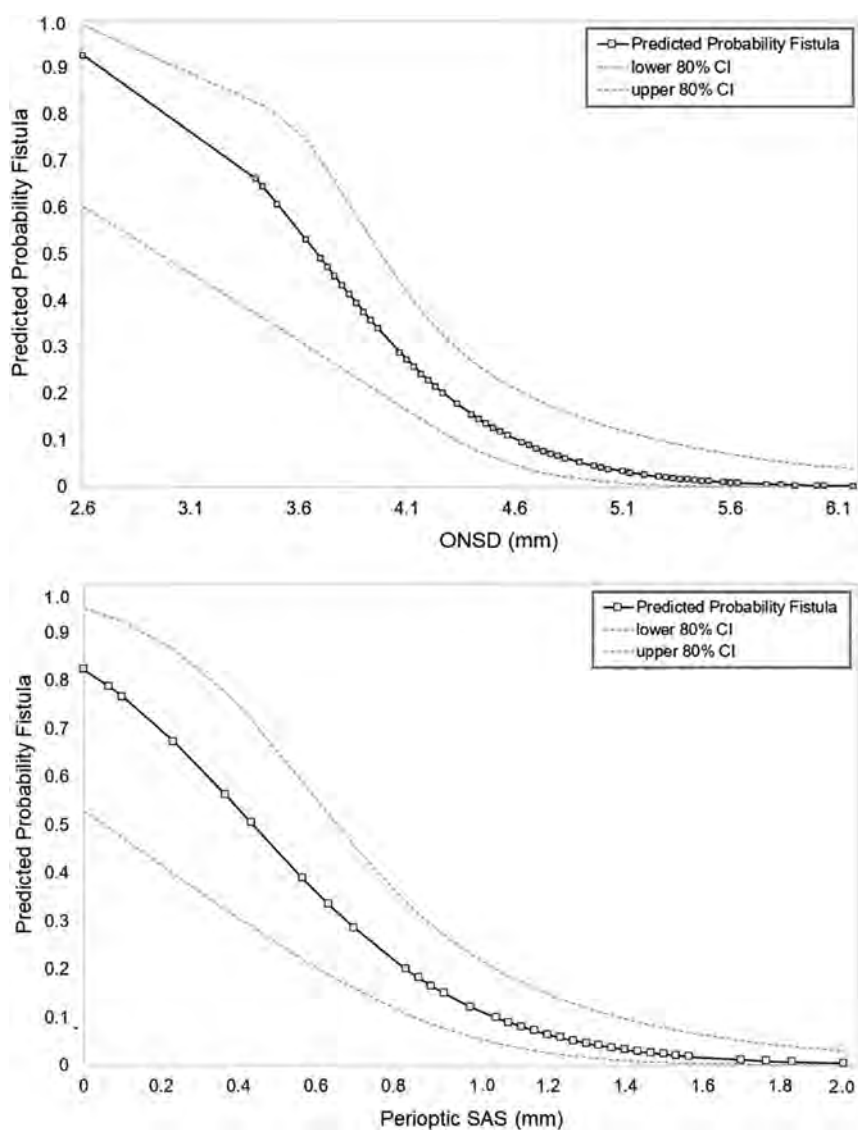 1.0
0.9
0.8
0.7
0.6
0.5
0.4
0.3
0.2
0.1
0
Predicted Probability Fistula
Predicted Probability Fistula
lower 80% CI
upper 80% CI
2.6 3.1 3.6 4.1 4.6 5.1 5.6 6.1
ONSD (mm)
1.0
0.9
0.8
0.7
0.6
0.5
0.4
0.3
0.2
0.1
0
Predicted Probability Fistula
Predicted Probability Fistula
lower 80% CI
upper 80% CI
0 0.2 0.4 0.6 0.8 1.0 1.2 1.4 1.6 1.8 2.0
Perioptic SAS (mm)